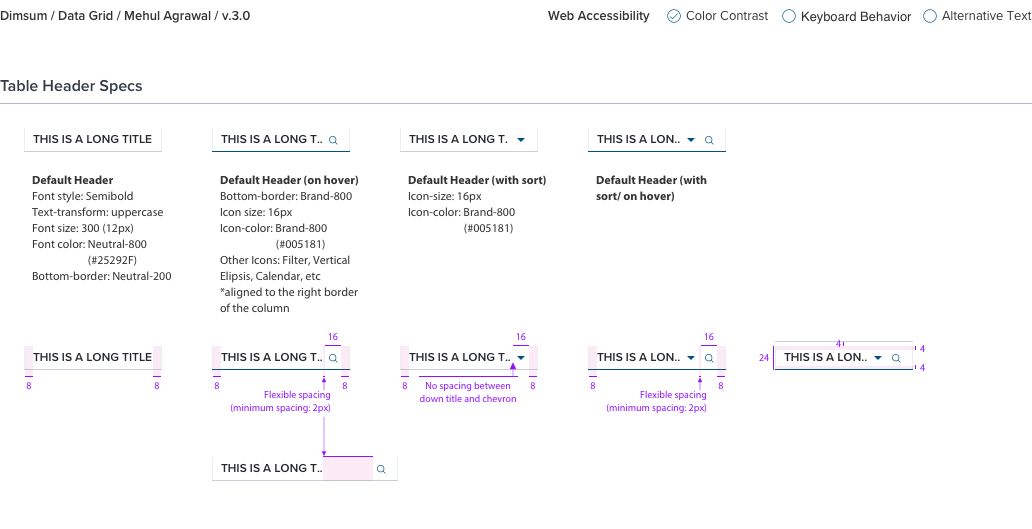 Dimsum / Data Grid / Mehul Agrawal / v.3.0
Web Accessibility Color Contrast Keyboard Behavior Alternative Text
Table Header Specs
THIS IS A LONG TITLE
THIS IS A LONG T..
THIS IS A LONG T.
THIS IS A LON..
Default Header
Font style: Semibold
Text-transform: uppercase
Font size: 300 (12px)
Font color: Neutral-800
(#25292F)
Bottom-border: Neutral-200
Default Header (on hover)
Bottom-border: Brand-800
Icon size: 16px
Icon-color: Brand-800
(#005181)
Other Icons: Filter, Vertical
Elipsis, Calendar, etc
*aligned to the right border
of the column
Default Header (with sort)
Icon-size: 16px
Icon-color: Brand-800
(#005181)
Default Header (with
sort/ on hover)
THIS IS A LONG TITLE
8 8
16
THIS IS A LONG T..
8 8
Flexible spacing
(minimum spacing: 2px)
THIS IS A LONG T..
16
THIS IS A LONG T..
8 8
No spacing between
down title and chevron
16
THIS IS A LON..
8 8
Flexible spacing
(minimum spacing: 2px)
4
24 THIS IS A LON.. 4
4